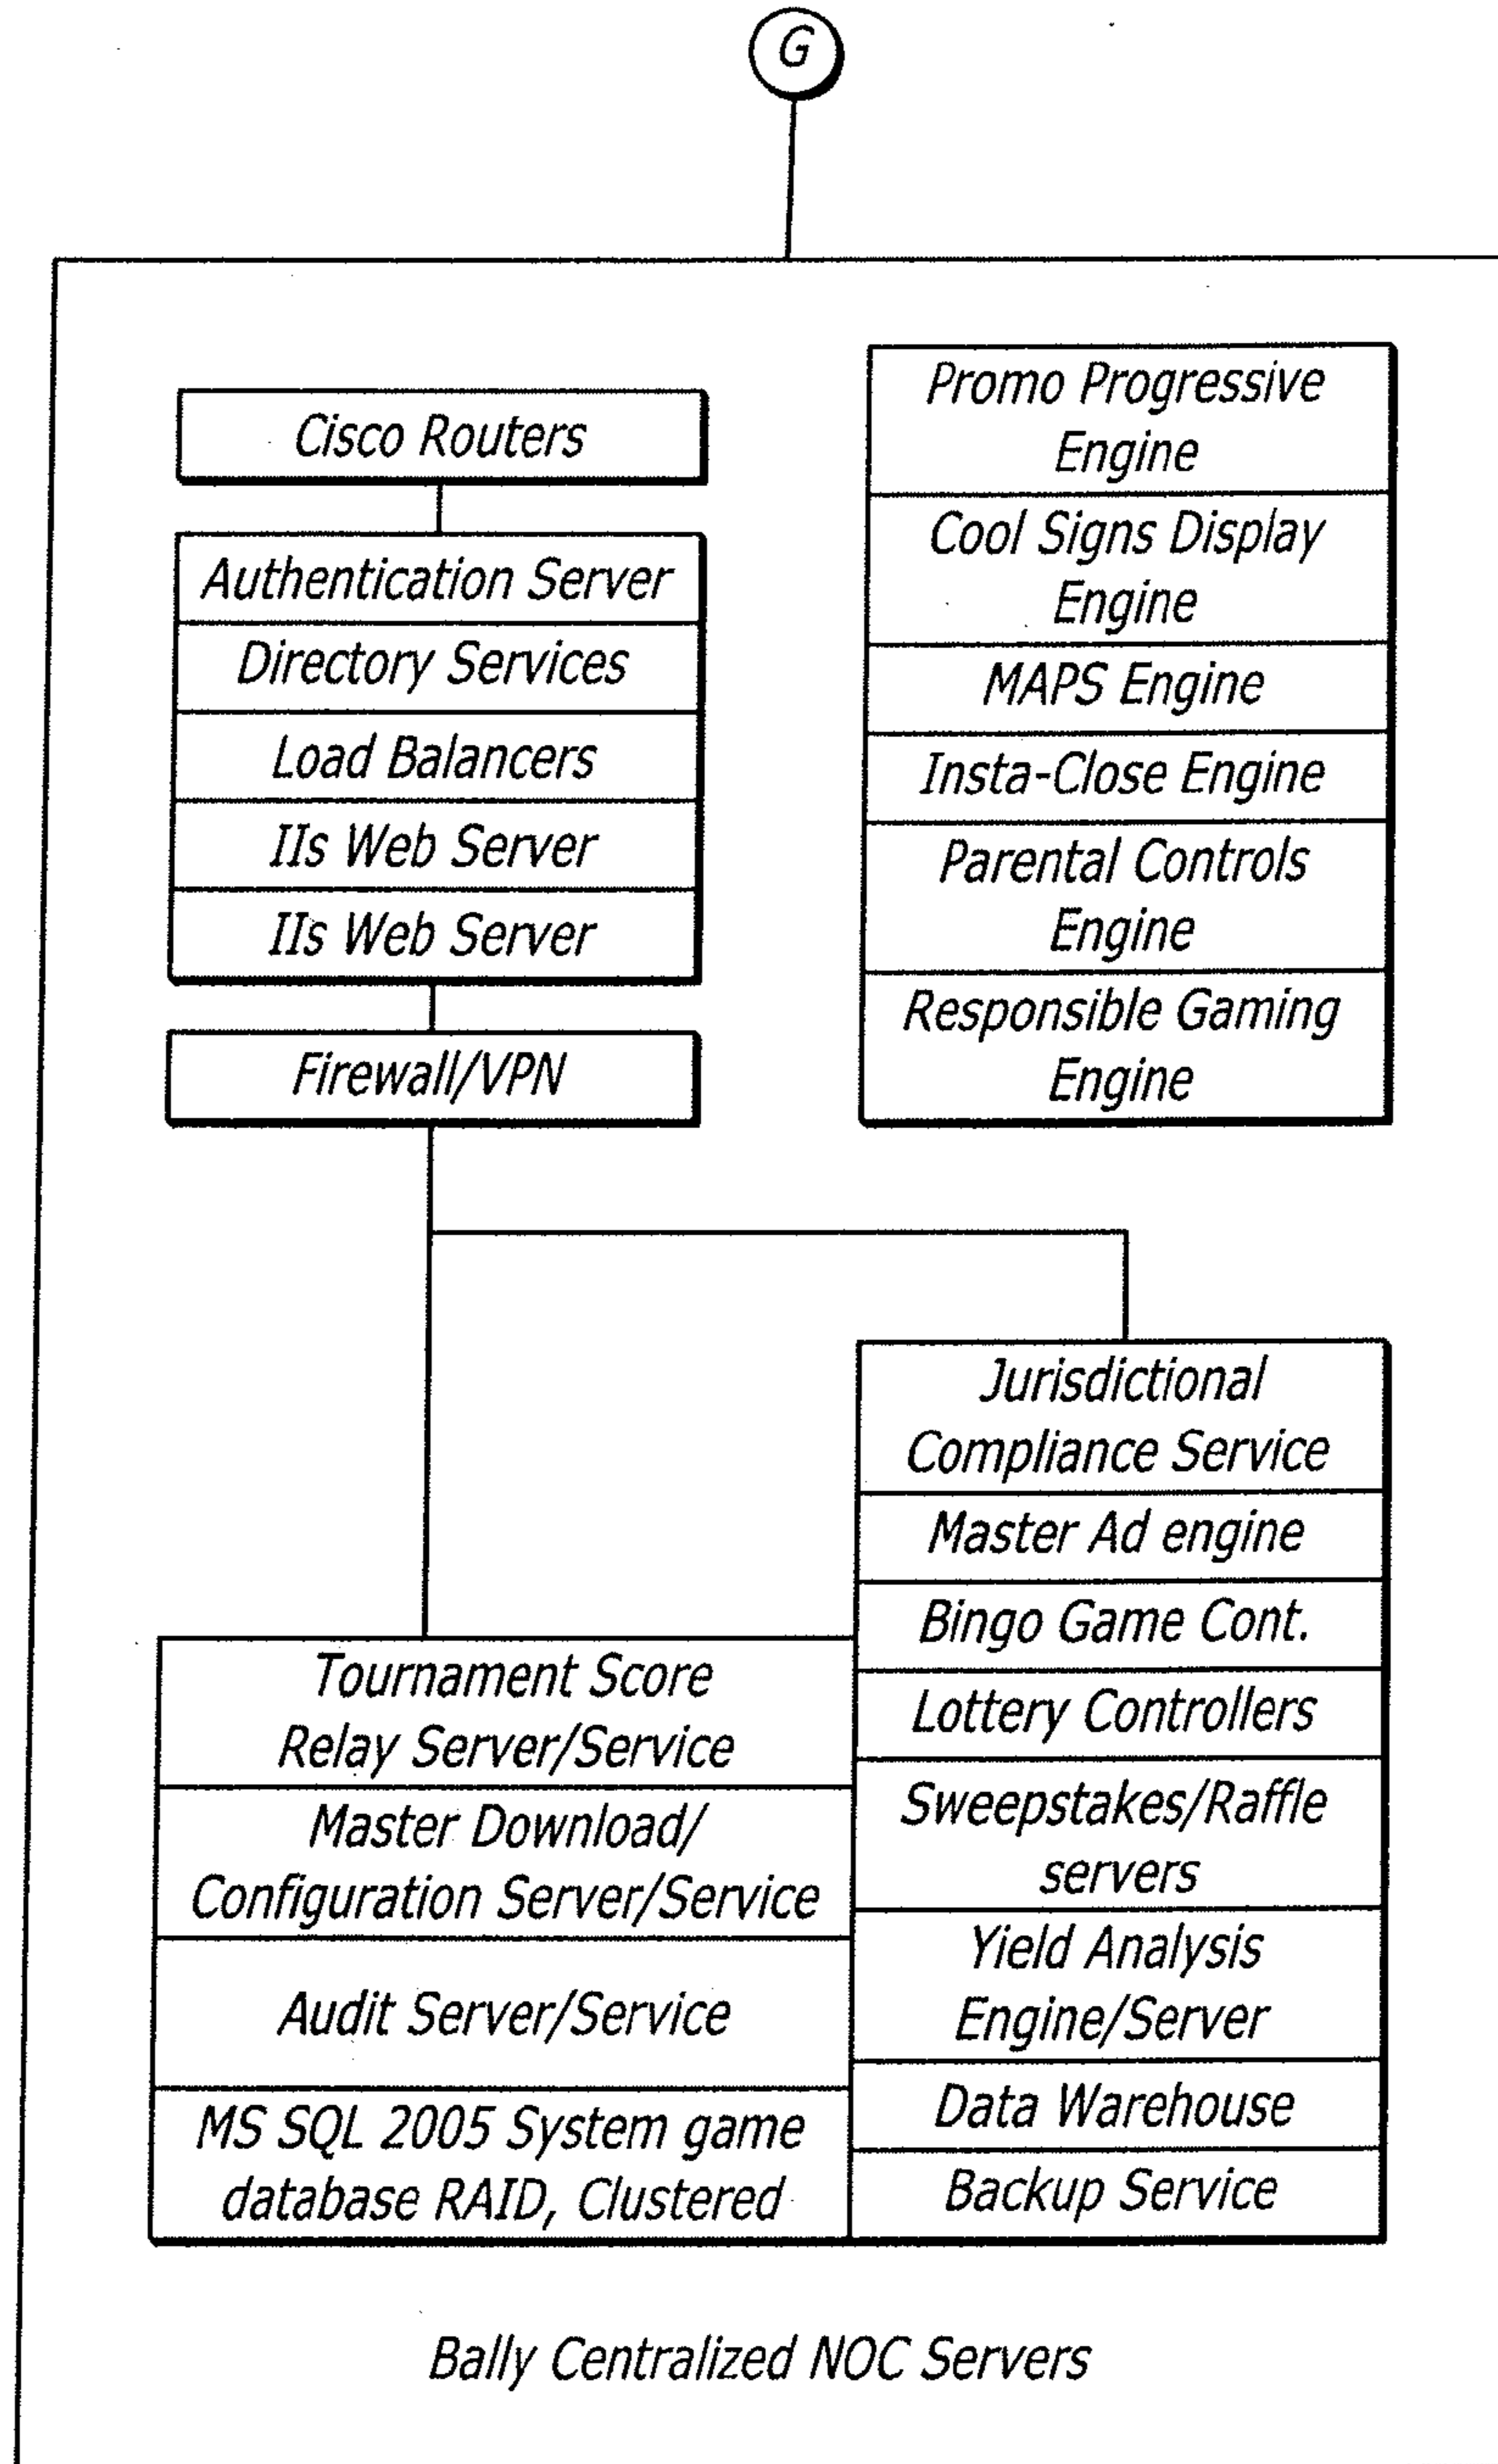 G
Cisco Routers
Authentication Server
Directory Services
Load Balancers
IIs Web Server
IIs Web Server
Firewall/VPN
Promo Progressive
Engine
Cool Signs Display
Engine
MAPS Engine
Insta-Close Engine
Parental Controls
Engine
Responsible Gaming
Engine
Tournament Score
Relay Server/Service
Master Download/
Configuration Server/Service
Audit Server/Service
MS SQL 2005 System game
database RAID, Clustered
Jurisdictional
Compliance Service
Master Ad engine
Bingo Game Cont.
Lottery Controllers
Sweepstakes/Raffle
servers
Yield Analysis
Engine/Server
Data Warehouse
Backup Service
Bally Centralized NOC Servers